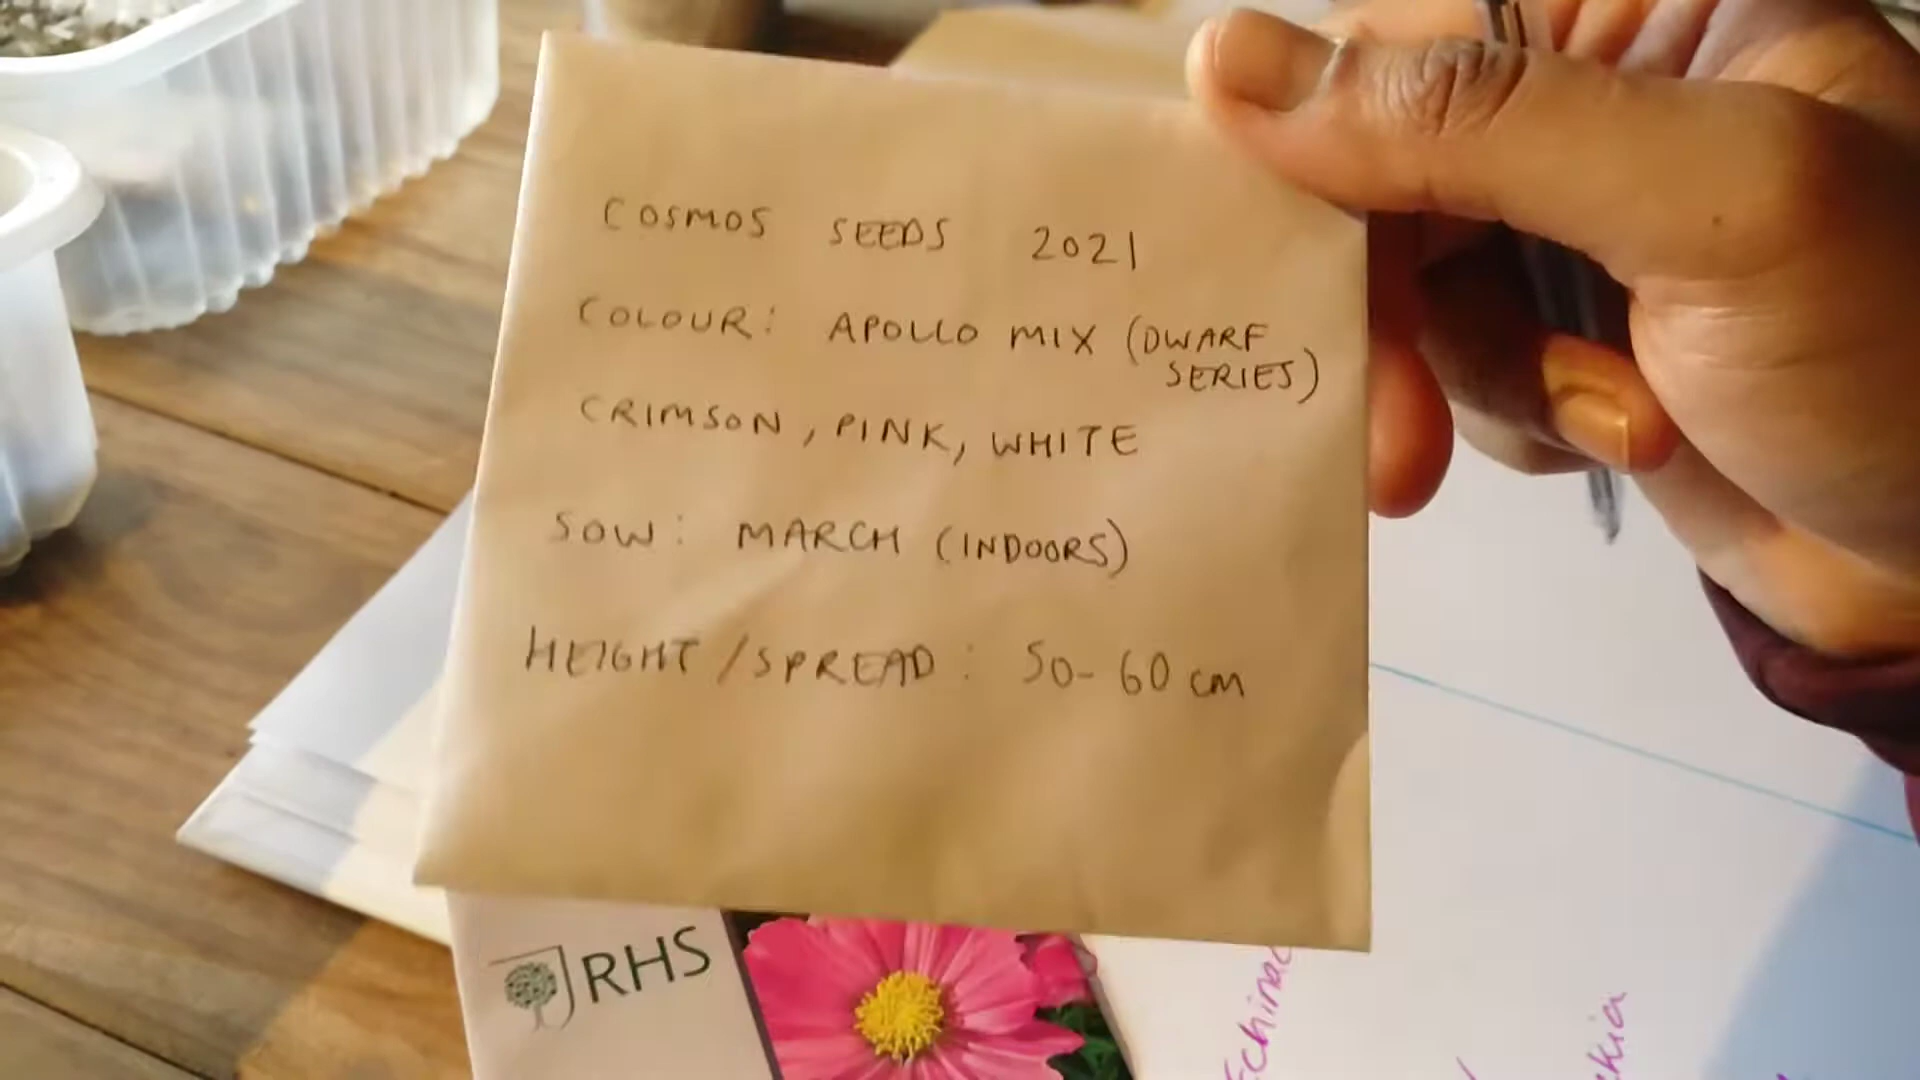 COSMOS SEEDS 2021
COLOUR: APOLLO MIX (DWARF
SERIES)
CRIMSON, PINK, WHITE
SOW: MARCH (INDOORS)
HEIGHT/SPREAD: 50-60 cm
RHS